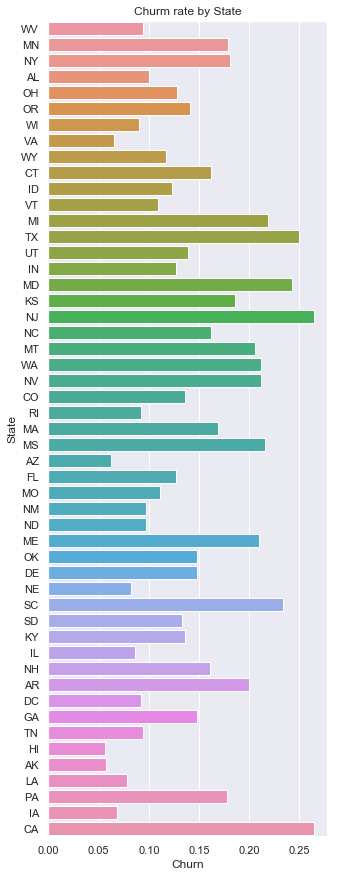 Churm rate by State
WV
MN
NY
AL
OH
OR
WI
VA
WY
CT
ID
VT
MI
TX
UT
IN
MD
KS
NJ
NC
MT
WA
NV
CO
RI
MA
MS
AZ
FL
MO
NM
ND
ME
OK
DE
NE
SC
SD
KY
IL
NH
AR
DC
GA
TN
HI
AK
LA
PA
IA
CA
State
0.00 0.05 0.10 0.15 0.20 0.25
Churn